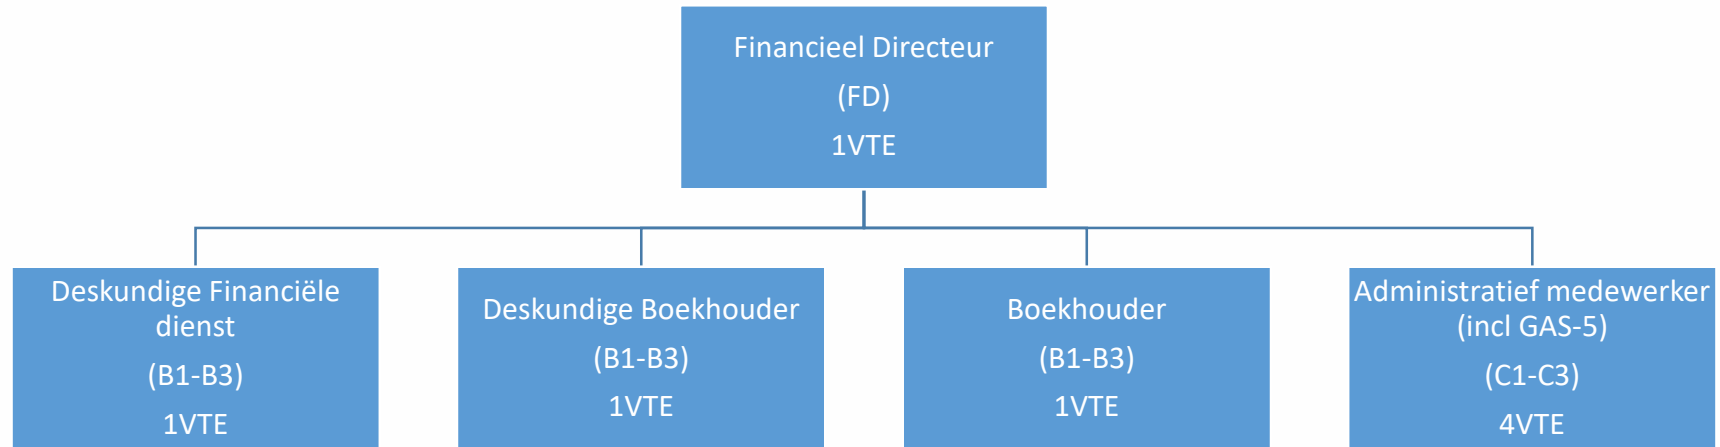 Financieel Directeur
(FD)
1VTE
Deskundige Financiële
dienst
(B1-B3)
1VTE
Deskundige Boekhouder
(B1-B3)
1VTE
Boekhouder
(B1-B3)
1VTE
Administratief medewerker
(incl GAS-5)
(C1-C3)
4VTE